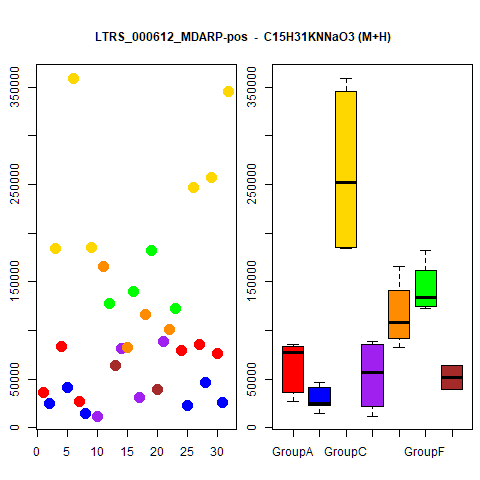 LTRS_000612_MDARP-pos - C15H31KNNaO3 (M+H)
0 50000 150000 250000 350000
0 5 10 15 20 25 30
0 50000 150000 250000 350000
GroupA GroupC GroupF